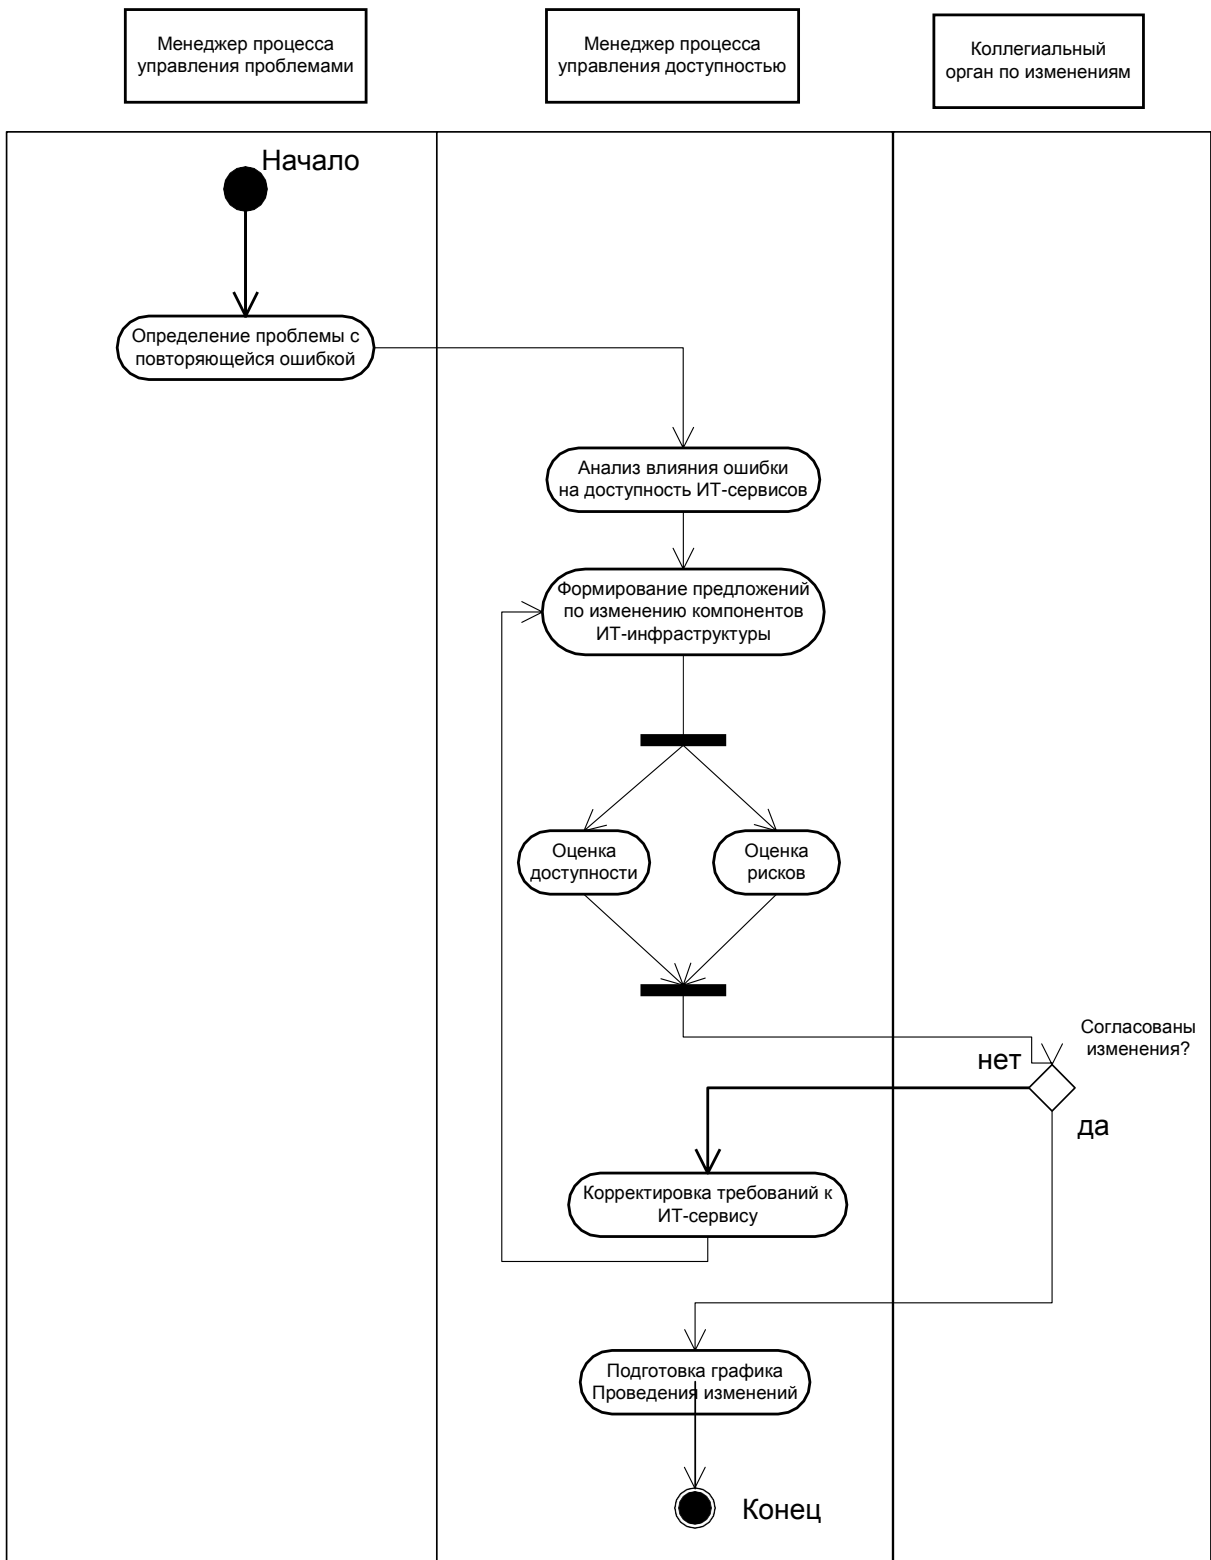 Менеджер процесса
управления проблемами
Менеджер процесса
управления доступностью
Коллегиальный
орган по изменениям
Начало
Определение проблемы с
повторяющейся ошибкой
Анализ влияния ошибки
на доступность ИТ-сервисов
Формирование предложений
по изменению компонентов
ИТ-инфраструктуры
Оценка
доступности
Оценка
рисков
Согласованы
изменения?
нет
да
Корректировка требований к
ИТ-сервису
Подготовка графика
Проведения изменений
Конец